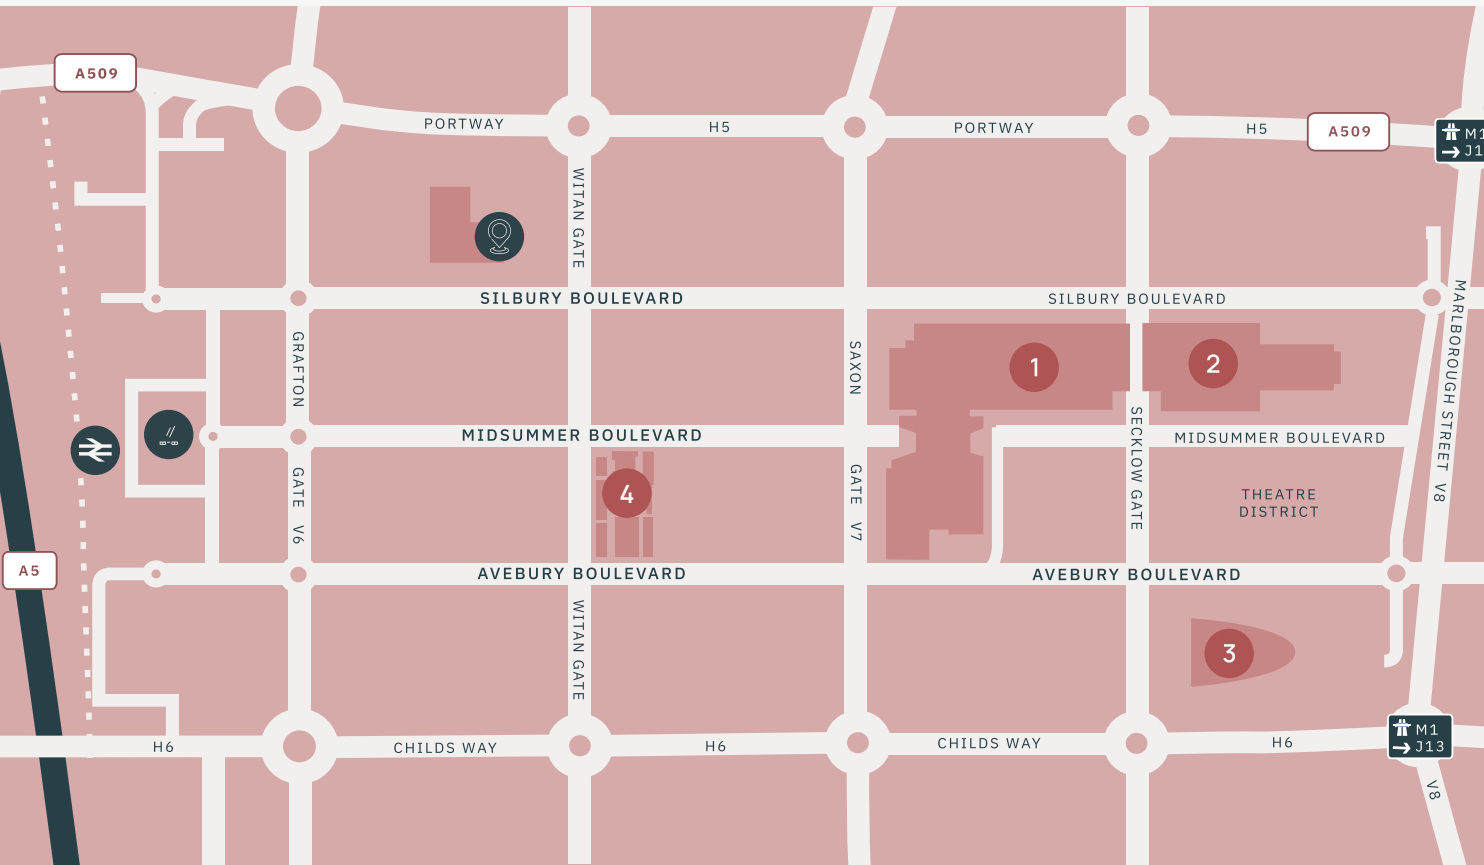 A509
PORTWAY
H5
PORTWAY
H5
A509
M1
WITAN GATE
SILBURY BOULEVARD
SILBURY BOULEVARD
GRAFTON
SAXON
1
2
MARLBOROUGH STREET V8
MIDSUMMER BOULEVARD
MIDSUMMER BOULEVARD
SECKLOW GATE
GATE V6
4
GATE V7
THEATRE
DISTRICT
A5
AVEBURY BOULEVARD
AVEBURY BOULEVARD
WITAN GATE
3
H6
CHILDS WAY
H6
CHILDS WAY
H6
M1
J13
V8